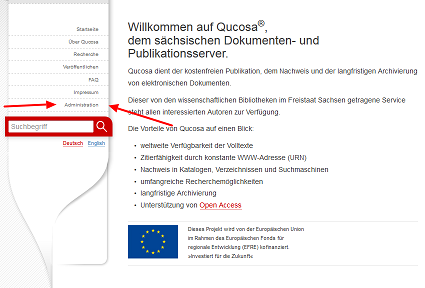 Startseite
Über Qucosa
Recherche
Veröffentlichen
FAQ
Impressum
Administration
Suchbegriff
Deutsch English
Willkommen auf Qucosa®,
dem sächsischen Dokumenten- und
Publikationsserver.
Qucosa dient der kostenfreien Publikation, dem Nachweis und der langfristigen Archivierung
von elektronischen Dokumenten.
Dieser von den wissenschaftlichen Bibliotheken im Freistaat Sachsen getragene Service
steht allen interessierten Autoren zur Verfügung.
Die Vorteile von Qucosa auf einen Blick:
• weltweite Verfügbarkeit der Volltexte
• Zitierfähigkeit durch konstante WWW-Adresse (URN)
• Nachweis in Katalogen, Verzeichnissen und Suchmaschinen
• umfangreiche Recherchemöglichkeiten
• langfristige Archivierung
• Unterstützung von Open Access
Dieses Projekt wird von der Europäischen Union
im Rahmen des Europäischen Fonds für
regionale Entwicklung (EFRE) kofinanziert
»Investiert für die Zukunft«